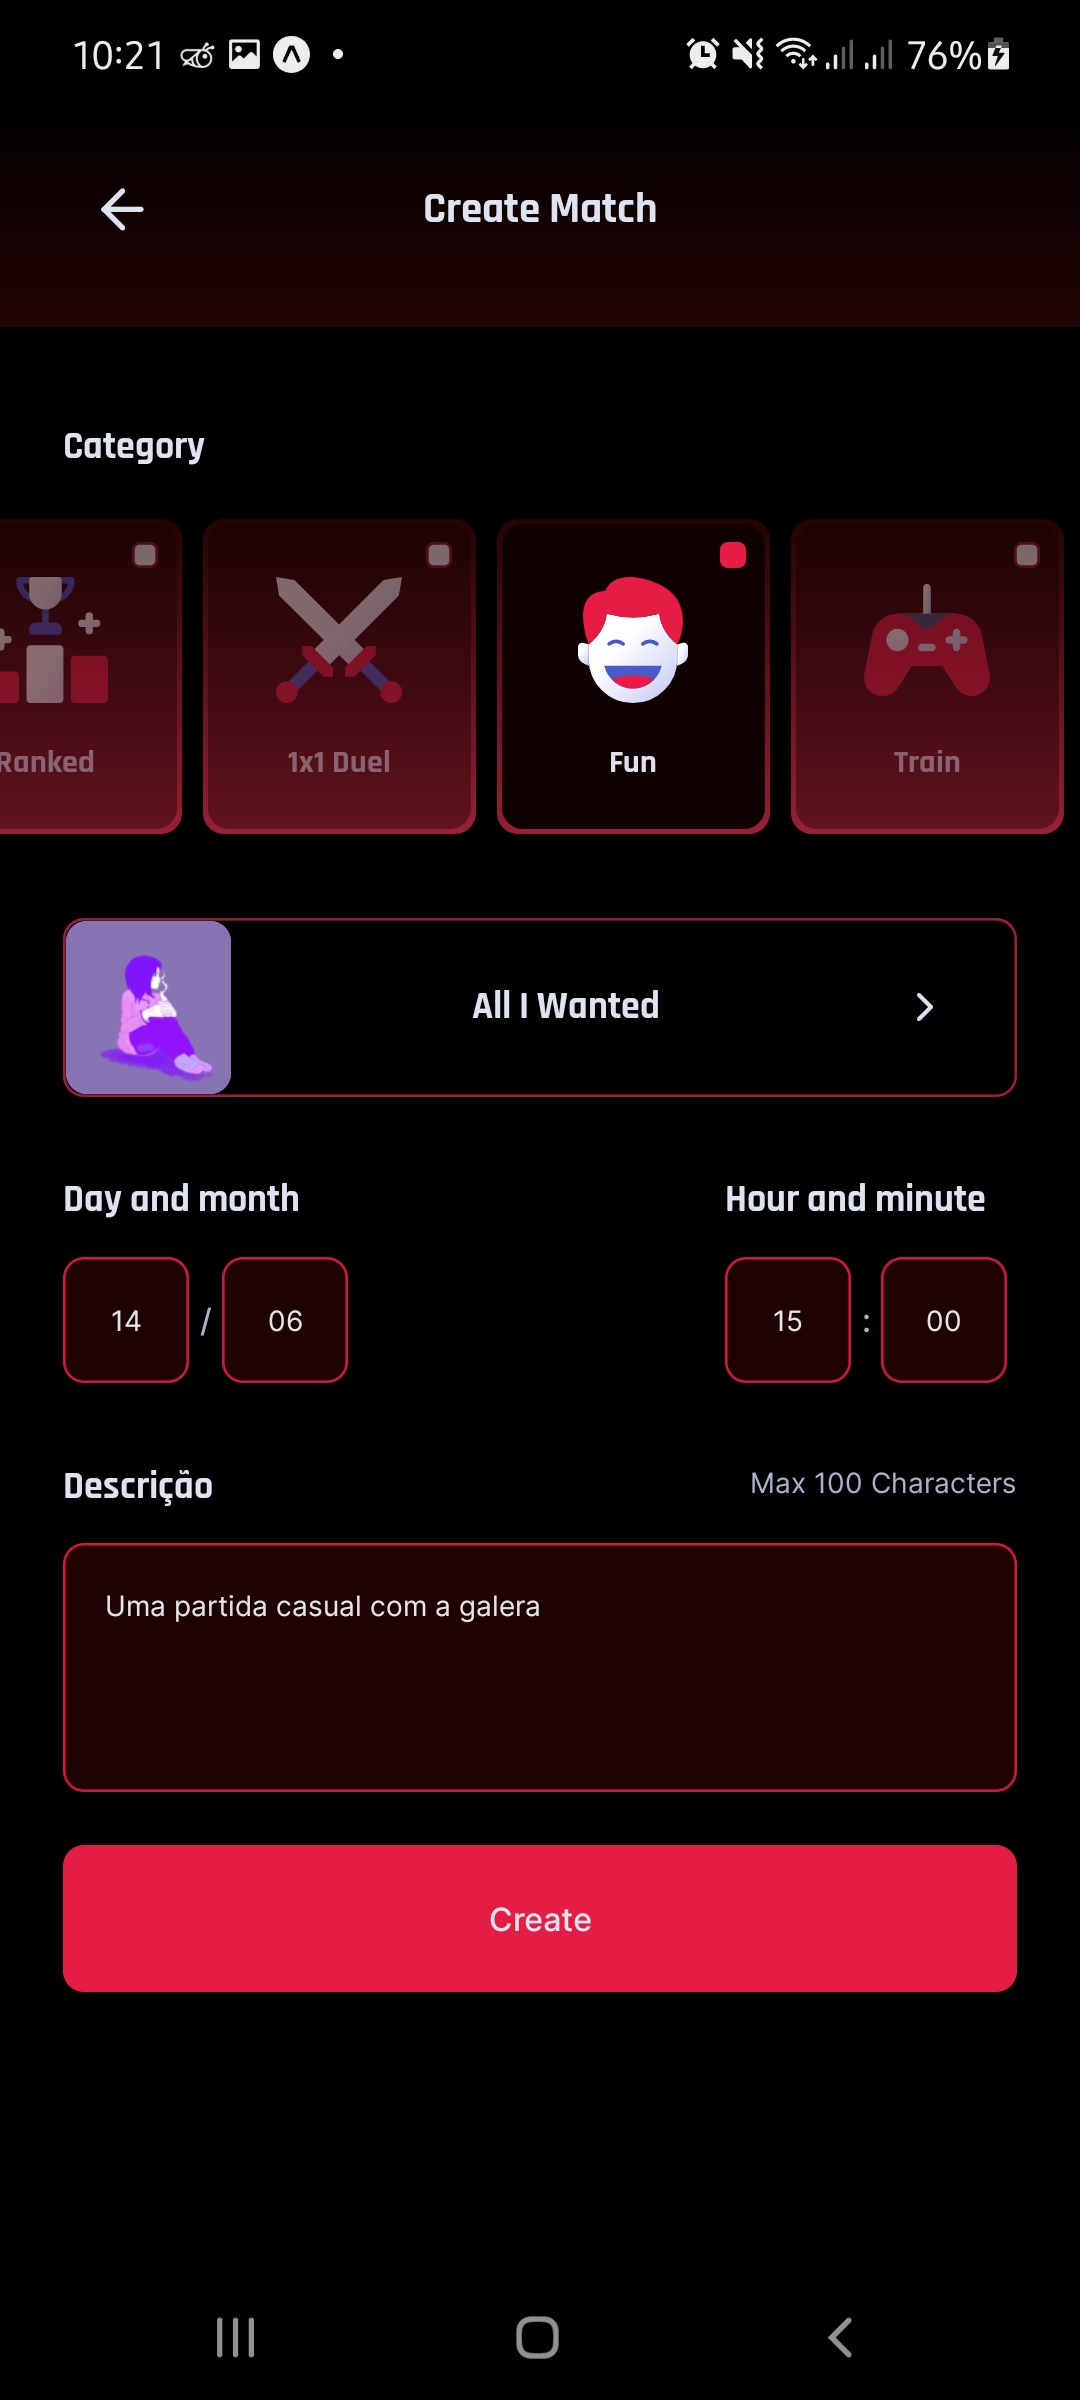 10:21
76%
Create Match
Category
Ranked
1x1 Duel
Fun
Train
All I Wanted
Day and month
Hour and minute
14 / 06
15 : 00
Descrição
Max 100 Characters
Uma partida casual com a galera
Create